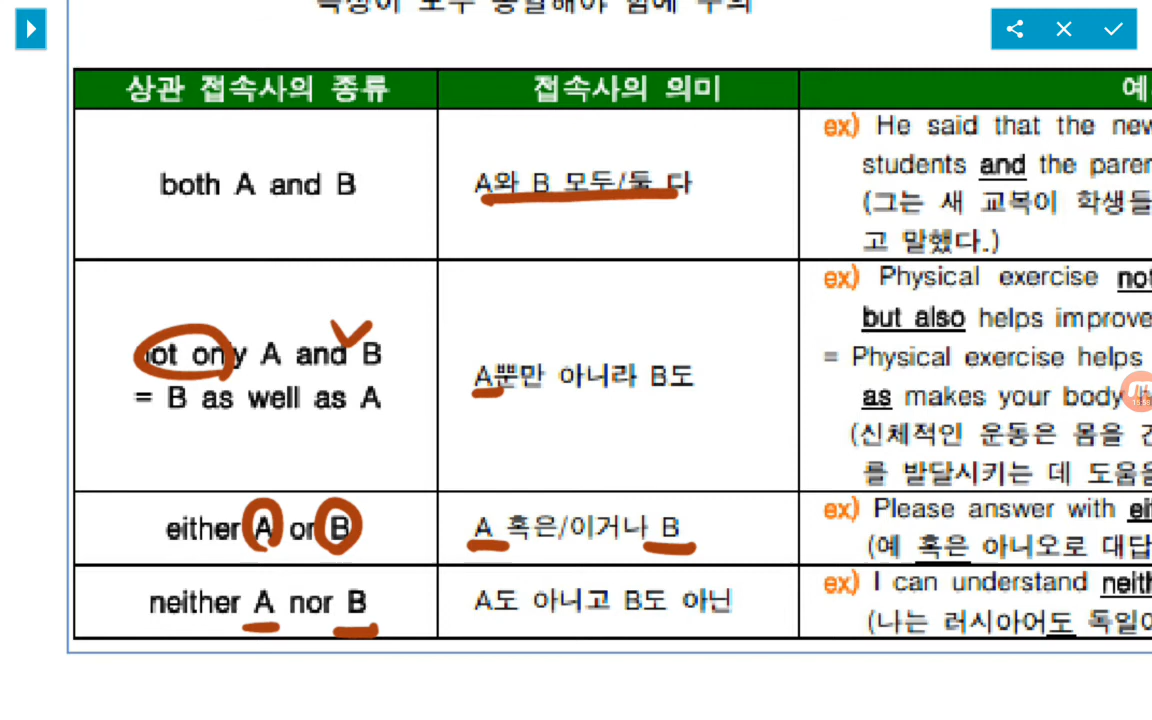 상관 접속사의 종류
접속사의 의미
both A and B
A와 B 모두/둘 다
ex) He said that the new
students and the paren
(그는 새 교복이 학생들
고 말했다.)
not only A and B
= B as well as A
A뿐만 아니라 B도
ex) Physical exercise not
but also helps improve
= Physical exercise helps
as makes your body
(신체적인 운동은 몸을
를 발달시키는 데 도움을
either A or B
A 혹은/이거나 B
ex) Please answer with
(예 혹은 아니오로 대답
neither A nor B
A도 아니고 B도 아닌
ex) I can understand neith
(나는 러시아어도 독일어